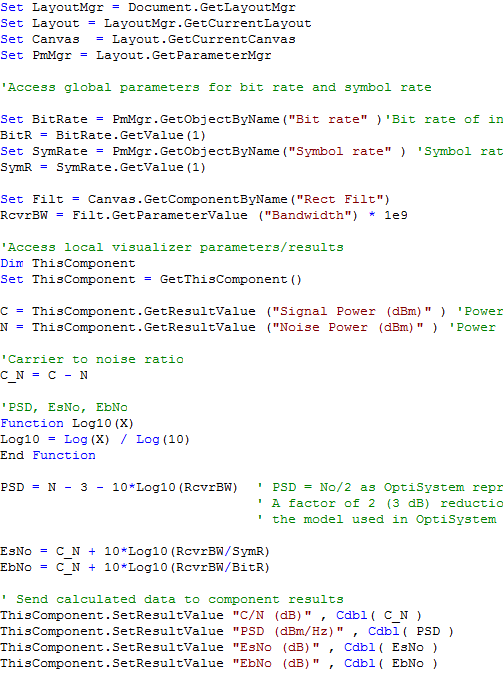 Set LayoutMgr = Document.GetLayoutMgr
Set Layout = LayoutMgr.GetCurrentLayout
Set Canvas  = Layout.GetCurrentCanvas
Set PmMgr = Layout.GetParameterMgr
'Access global parameters for bit rate and symbol rate
Set BitRate = PmMgr.GetObjectByName("Bit rate" )'Bit rate of in
BitR = BitRate.GetValue(1)
Set SymRate = PmMgr.GetObjectByName("Symbol rate" ) 'Symbol rat
SymR = SymRate.GetValue(1)
Set Filt = Canvas.GetComponentByName("Rect Filt")
RcvrBW = Filt.GetParameterValue ("Bandwidth") * 1e9
'Access local visualizer parameters/results
Dim ThisComponent
Set ThisComponent = GetThisComponent()
C = ThisComponent.GetResultValue ("Signal Power (dBm)" ) 'Power
N = ThisComponent.GetResultValue ("Noise Power (dBm)" ) 'Power
'Carrier to noise ratio
C_N = C - N
'PSD, EsNo, EbNo
Function Log10(X)
Log10 = Log(X) / Log(10)
End Function
PSD = N - 3 - 10*Log10(RcvrBW)  ' PSD = No/2 as OptiSystem repr
' A factor of 2 (3 dB) reductio
' the model used in OptiSystem
EsNo = C_N + 10*Log10(RcvrBW/SymR)
EbNo = C_N + 10*Log10(RcvrBW/BitR)
' Send calculated data to component results
ThisComponent.SetResultValue "C/N (dB)" , Cdbl( C_N )
ThisComponent.SetResultValue "PSD (dBm/Hz)" , Cdbl( PSD )
ThisComponent.SetResultValue "EsNo (dB)" , Cdbl( EsNo )
ThisComponent.SetResultValue "EbNo (dB)" , Cdbl( EbNo )